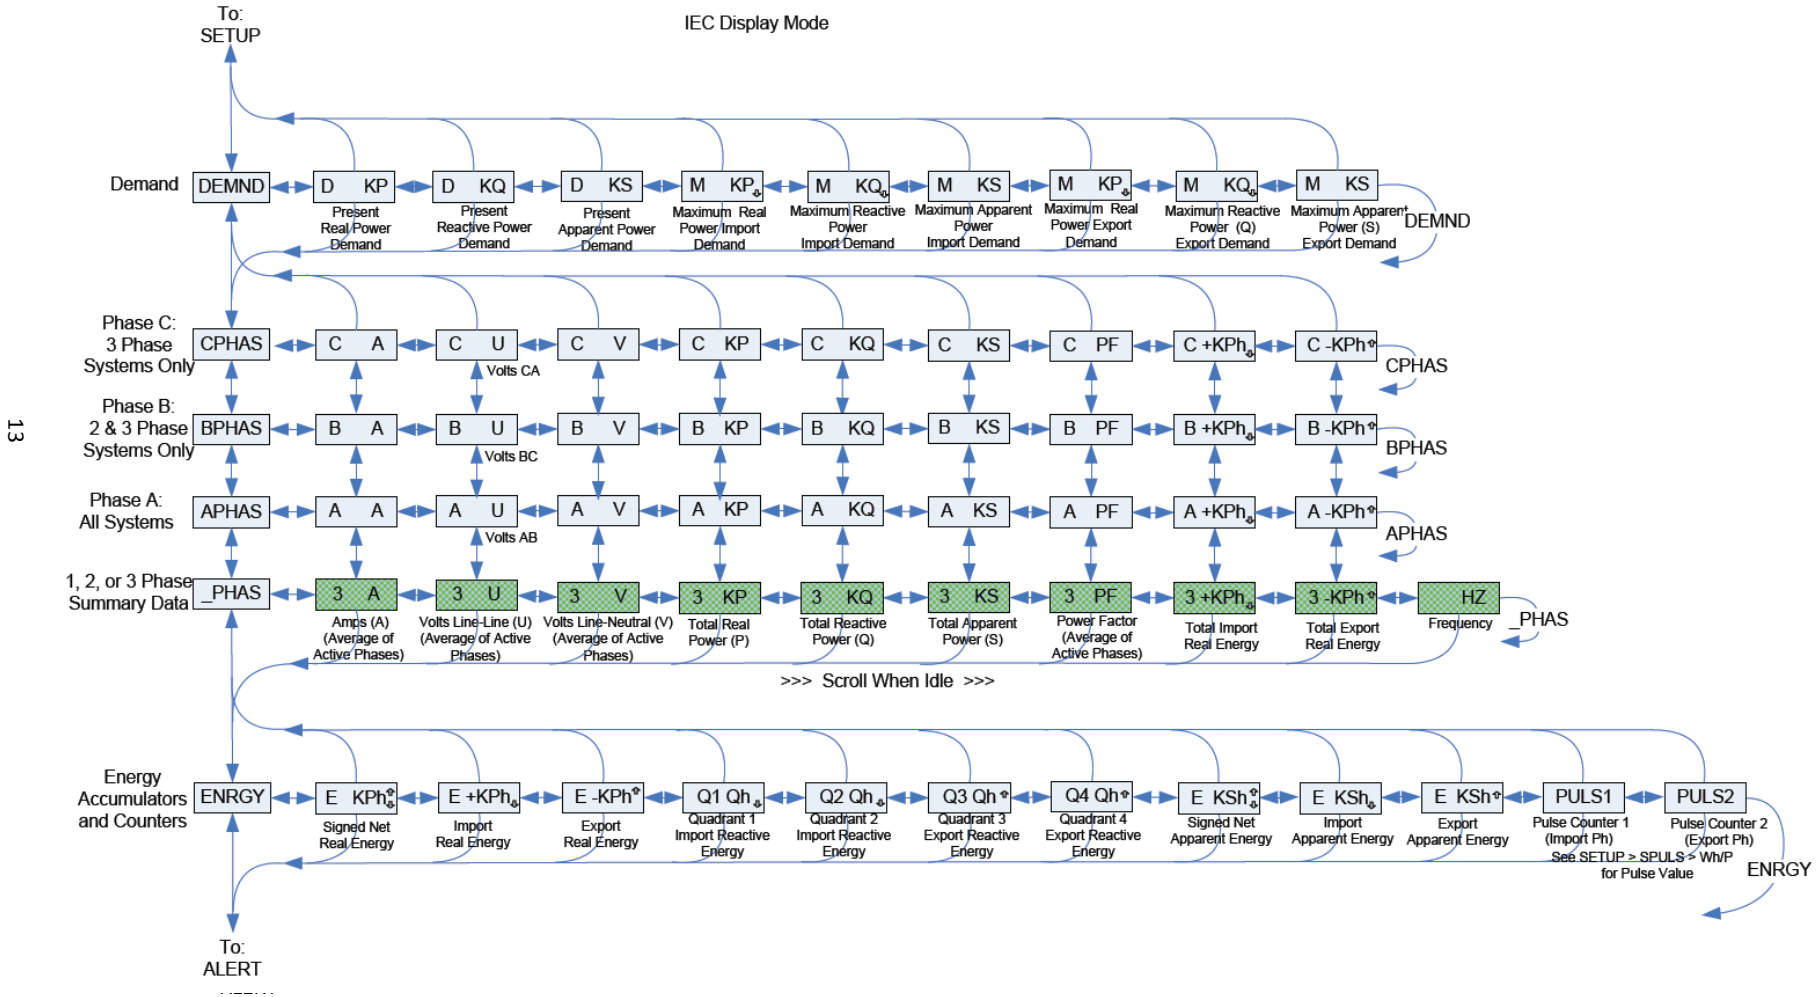 To:
SETUP
IEC Display Mode
Demand
DEMND
D KP
D KQ
D KS
M KP
M KQ
M KS
M KP
M KQ
M KS
Present
Real Power
Demand
Present
Reactive Power
Demand
Present
Apparent Power
Demand
Maximum Real
Power Import
Demand
Maximum Reactive
Power
Import Demand
Maximum Apparent
Power
Import Demand
Maximum Real
Power Export
Demand
Maximum Reactive
Power (Q)
Export Demand
Maximum Apparent
Power (S)
Export Demand
DEMND
Phase C:
3 Phase
Systems Only
CPHAS
C A
C U
C V
C KP
C KQ
C KS
C PF
C +KPh
C -KPh
Volts CA
CPHAS
13
Phase B:
2 & 3 Phase
Systems Only
BPHAS
B A
B U
B V
B KP
B KQ
B KS
B PF
B +KPh
B -KPh
Volts BC
BPHAS
Phase A:
All Systems
APHAS
A A
A U
A V
A KP
A KQ
A KS
A PF
A +KPh
A -KPh
Volts AB
APHAS
1, 2, or 3 Phase
Summary Data
_PHAS
3 A
3 U
3 V
3 KP
3 KQ
3 KS
3 PF
3 +KPh
3 -KPh
HZ
Amps (A)
(Average of
Active Phases)
Volts Line-Line (U)
(Average of Active
Phases)
Volts Line-Neutral (V)
(Average of Active
Phases)
Total Real
Power (P)
Total Reactive
Power (Q)
Total Apparent
Power (S)
Power Factor
(Average of
Active Phases)
Total Import
Real Energy
Total Export
Real Energy
Frequency
_PHAS
>>> Scroll When Idle >>>
Energy
Accumulators
and Counters
ENRGY
E KPh
E +KPh
E -KPh
Q1 Qh
Q2 Qh
Q3 Qh
Q4 Qh
E KSh
E KSh
E KSh
PULS1
PULS2
Signed Net
Real Energy
Import
Real Energy
Export
Real Energy
Quadrant 1
Import Reactive
Energy
Quadrant 2
Import Reactive
Energy
Quadrant 3
Export Reactive
Energy
Quadrant 4
Export Reactive
Energy
Signed Net
Apparent Energy
Import
Apparent Energy
Export
Apparent Energy
Pulse Counter 1
(Import Ph)
Pulse Counter 2
(Export Ph)
See SETUP > SPULS > Wh/P
for Pulse Value
ENRGY
To:
ALERT